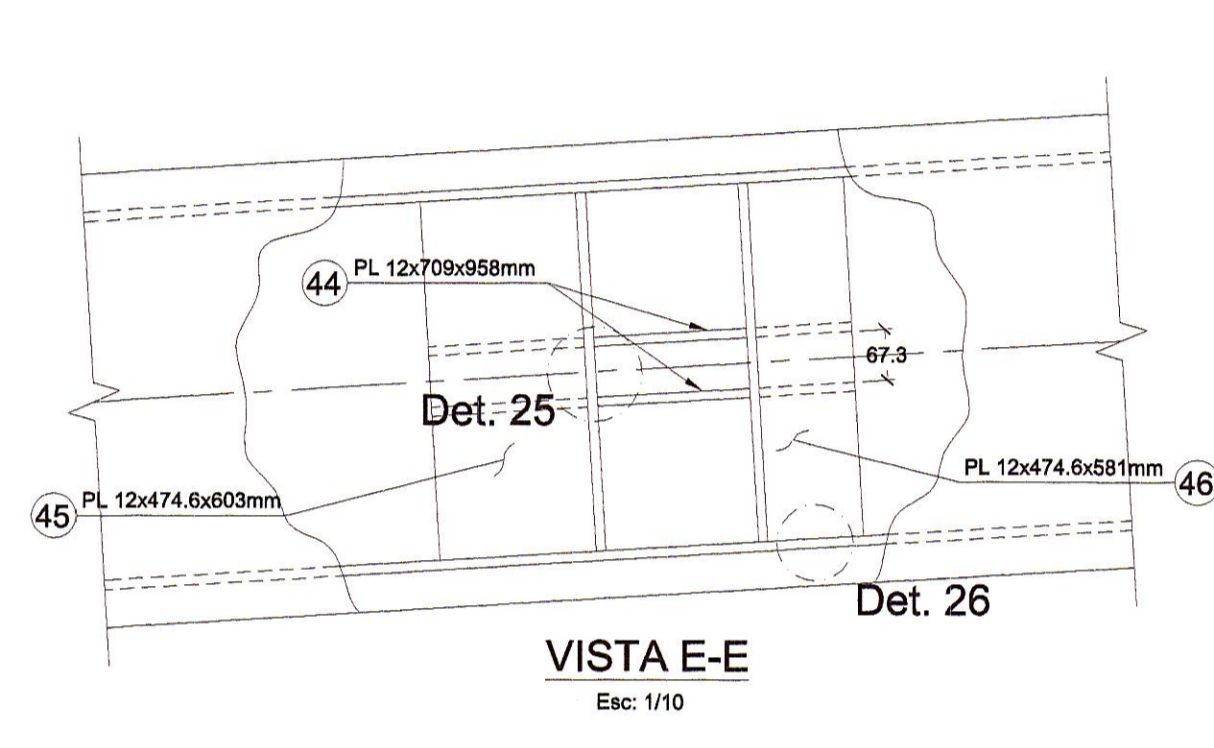 44 PL 12x709x958mm
67.3
Det. 25
PL 12x474.6x581mm 46
45 PL 12x474.6x603mm
Det. 26
VISTA E-E
Esc: 1/10